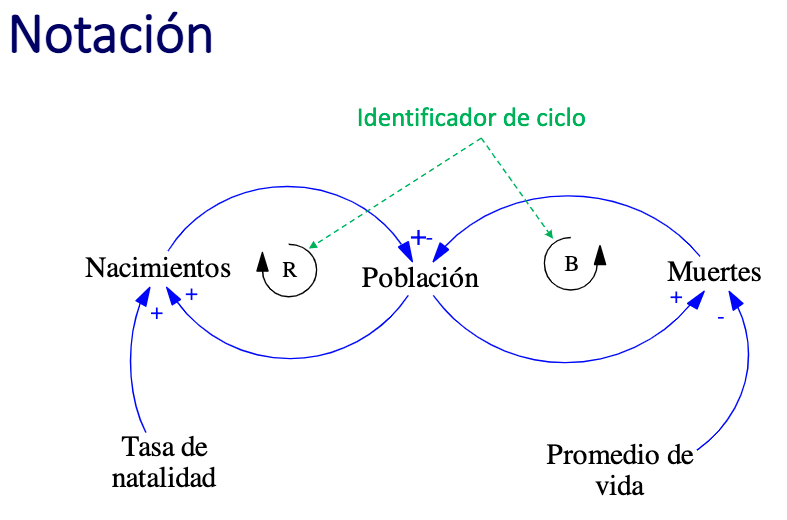 Notación
Identificador de ciclo
+-
Nacimientos
R
Población
B
Muertes
+
+
+
-
Tasa de
natalidad
Promedio de
vida